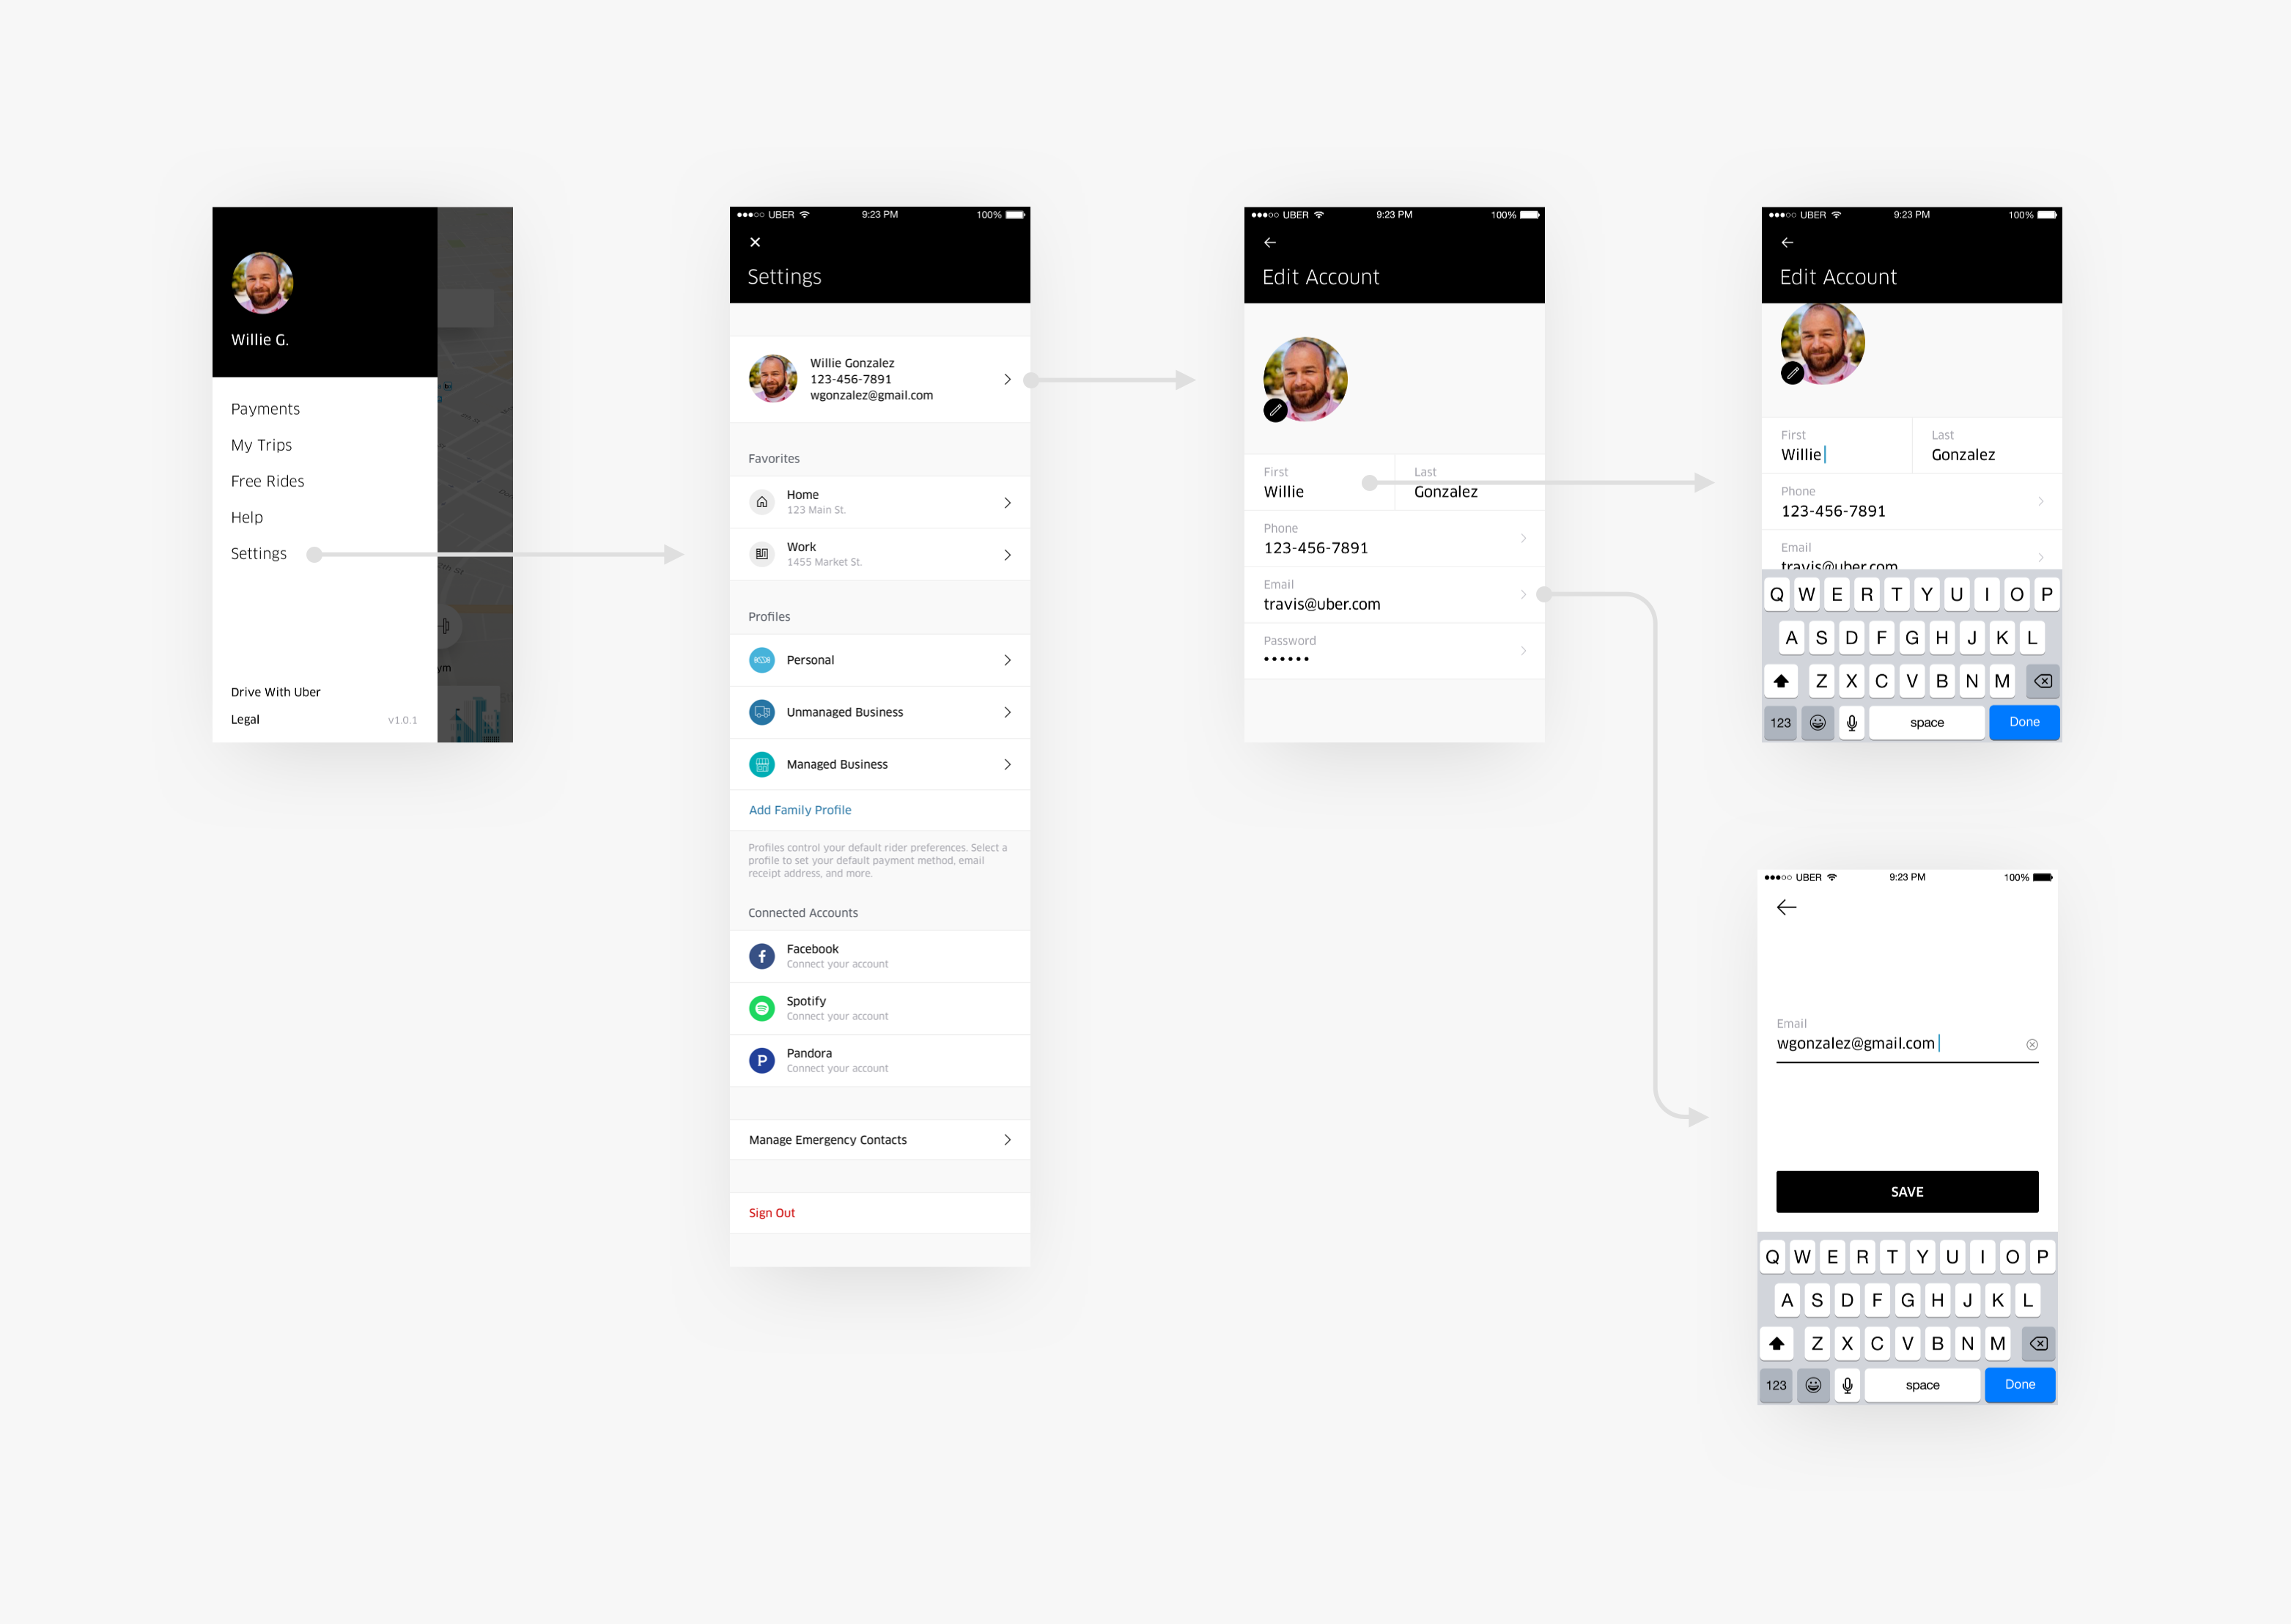 Willie G.
Payments
My Trips
Free Rides
Help
Settings
Drive With Uber
Legal
v1.0.1
ym
UBER
9:23 PM
100%
Settings
Willie Gonzalez
123-456-7891
wgonzalez@gmail.com
Favorites
Home
123 Main St.
Work
1455 Market St.
Profiles
Personal
Unmanaged Business
Managed Business
Add Family Profile
Profiles control your default rider preferences. Select a
profile to set your default payment method, email
receipt address, and more.
Connected Accounts
Facebook
Connect your account
Spotify
Connect your account
Pandora
Connect your account
Manage Emergency Contacts
Sign Out
UBER
9:23 PM
100%
Edit Account
First
Last
Willie
Gonzalez
Phone
123-456-7891
Email
travis@uber.com
Password
UBER
9:23 PM
100%
Edit Account
First
Last
Willie
Gonzalez
Phone
123-456-7891
Email
travis@uber.com
Q W E R T Y U I O P
A S D F G H J K L
Z X C V B N M
123
space
Done
UBER
9:23 PM
100%
Email
wgonzalez@gmail.com
SAVE
Q W E R T Y U I O P
A S D F G H J K L
Z X C V B N M
123
space
Done